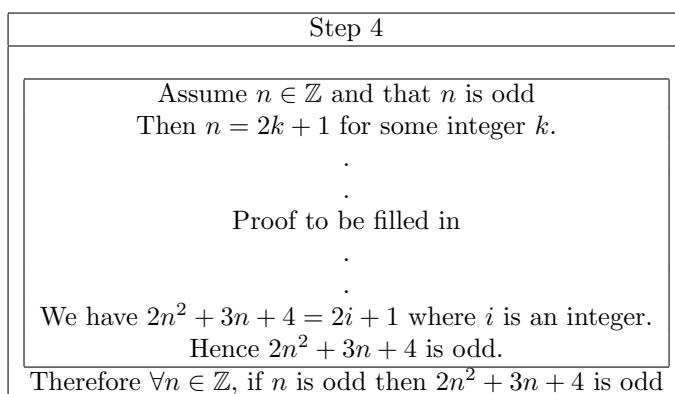 Step 4
Assume n ∈ ℤ and that n is odd
Then n = 2k + 1 for some integer k.
.
.
Proof to be filled in
.
.
We have 2n² + 3n + 4 = 2i + 1 where i is an integer.
Hence 2n² + 3n + 4 is odd.
Therefore ∀n ∈ ℤ, if n is odd then 2n² + 3n + 4 is odd